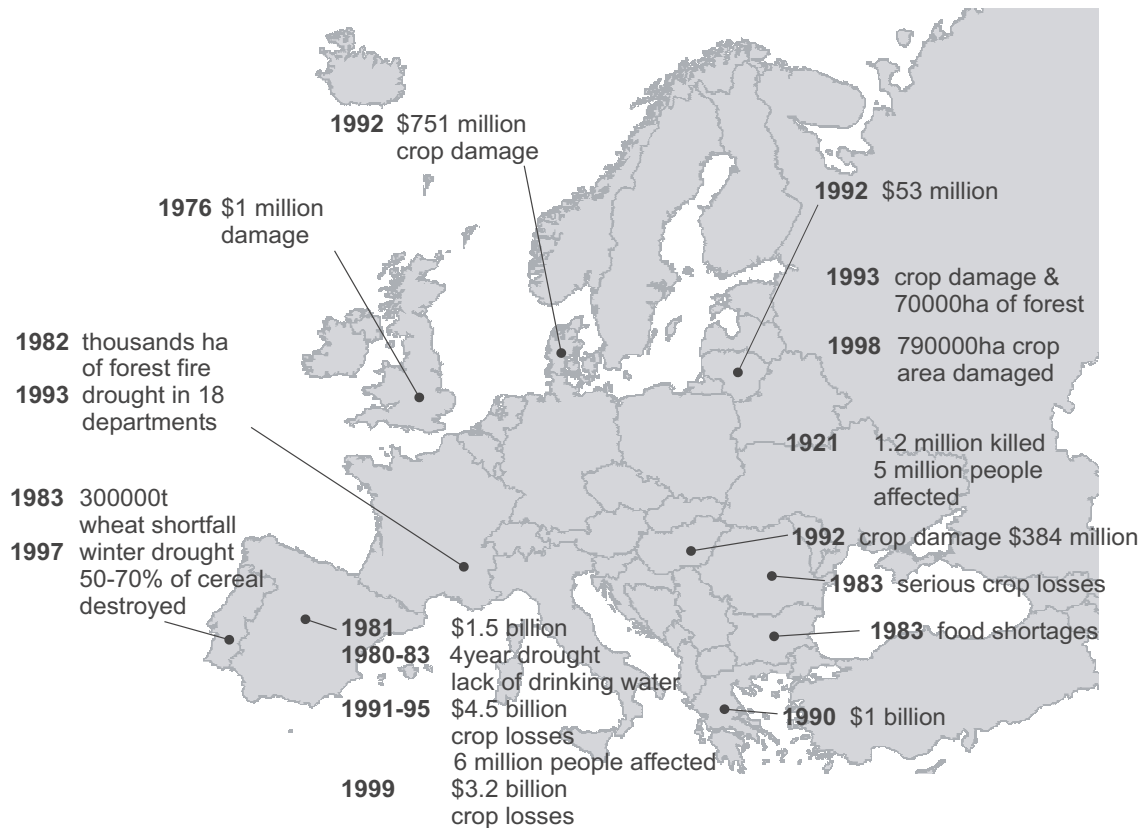 1992 $751 million
crop damage
1976 $1 million
damage
1992 $53 million
1993 crop damage &
70000ha of forest
1998 790000ha crop
area damaged
1982 thousands ha
of forest fire
1993 drought in 18
departments
1921 1.2 million killed
5 million people
affected
1983 300000t
wheat shortfall
1997 winter drought
50-70% of cereal
destroyed
1992 crop damage $384 million
1983 serious crop losses
1983 food shortages
1981 $1.5 billion
1980-83 4year drought
lack of drinking water
1991-95 $4.5 billion
crop losses
6 million people affected
1999 $3.2 billion
crop losses
1990 $1 billion